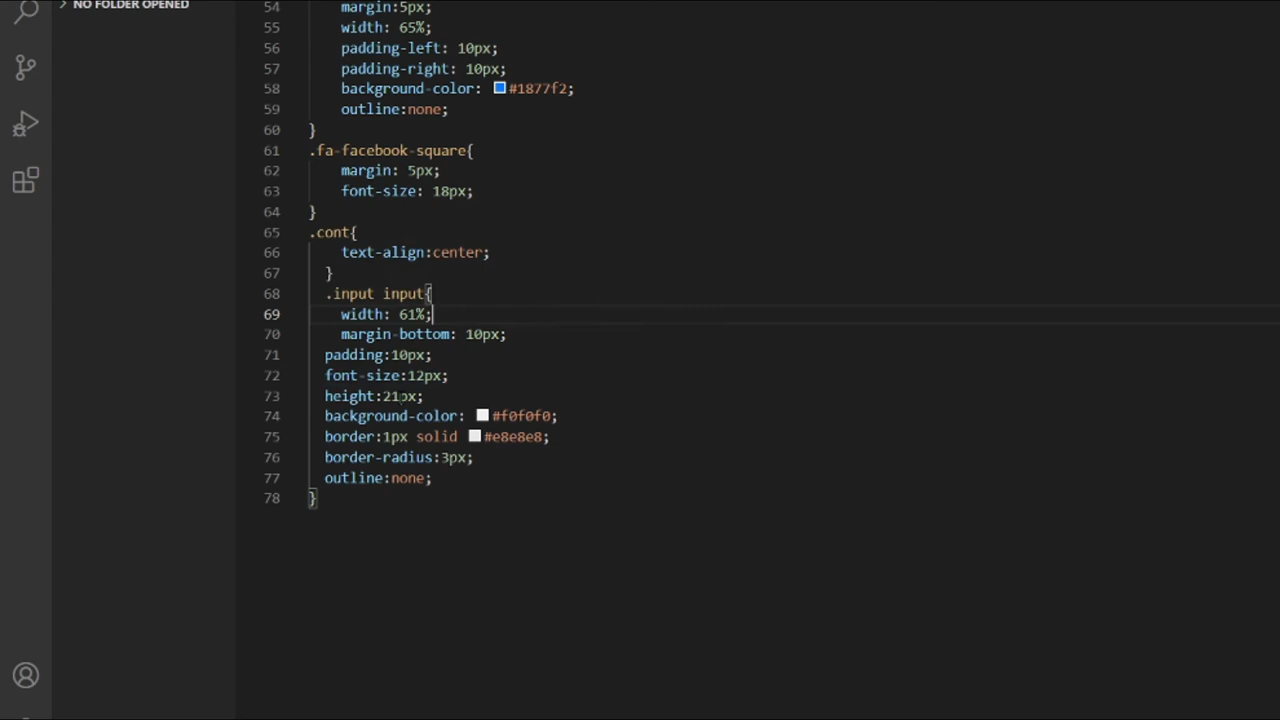 NO FOLDER OPENED
54 margin:5px;
55 width: 65%;
56 padding-left: 10px;
57 padding-right: 10px;
58 background-color: #1877f2;
59 outline:none;
60 }
61 .fa-facebook-square{
62 margin: 5px;
63 font-size: 18px;
64 }
65 .cont{
66 text-align:center;
67 }
68 .input input{
69 width: 61%;
70 margin-bottom: 10px;
71 padding:10px;
72 font-size:12px;
73 height:21px;
74 background-color: #f0f0f0;
75 border:1px solid #e8e8e8;
76 border-radius:3px;
77 outline:none;
78 }